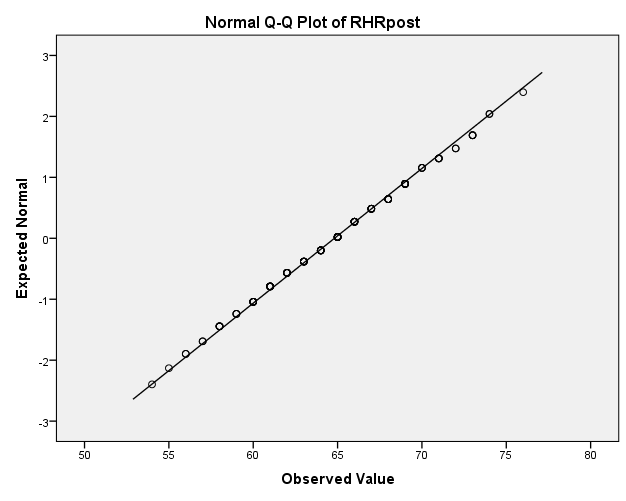 Normal Q-Q Plot of RHRpost
3
2
1
0
-1
-2
-3
Expected Normal
50 55 60 65 70 75 80
Observed Value